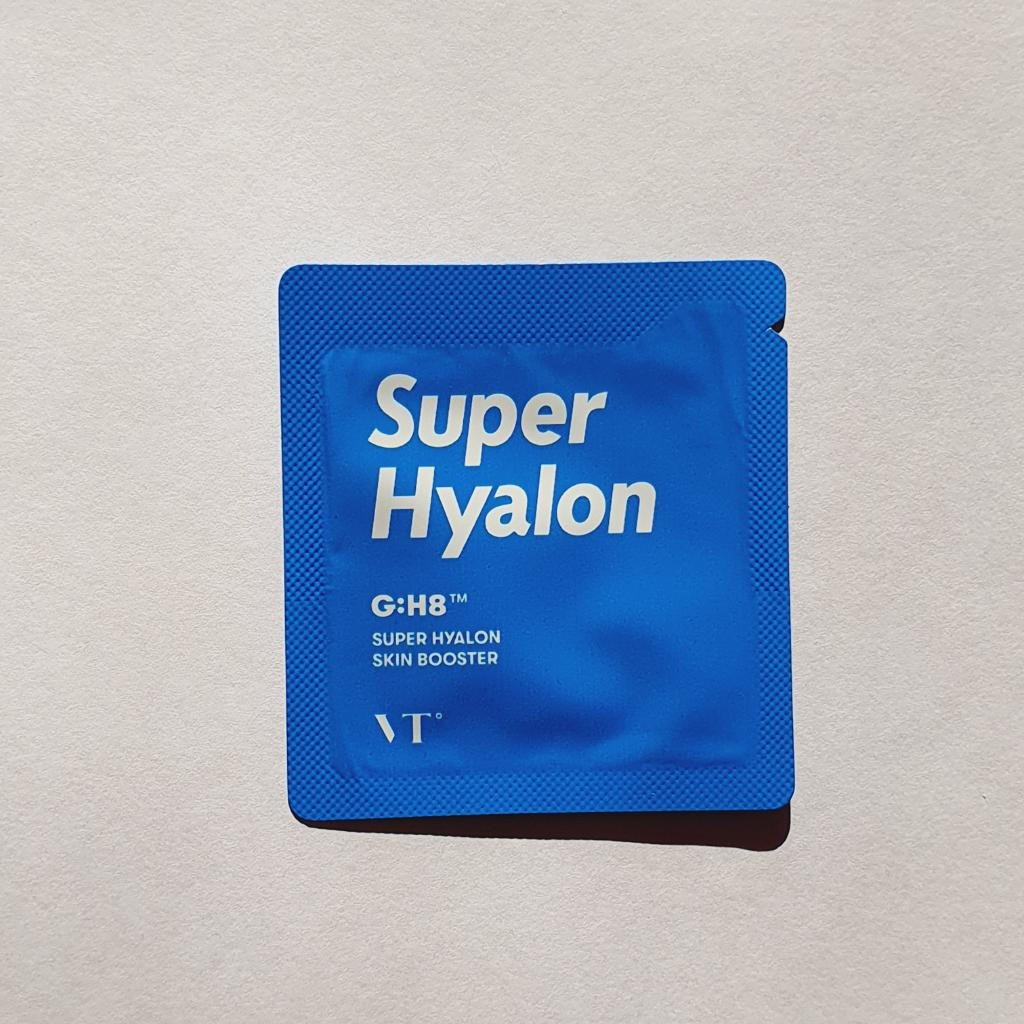 Super
Hyalon
G:H8™
SUPER HYALON
SKIN BOOSTER
VT°